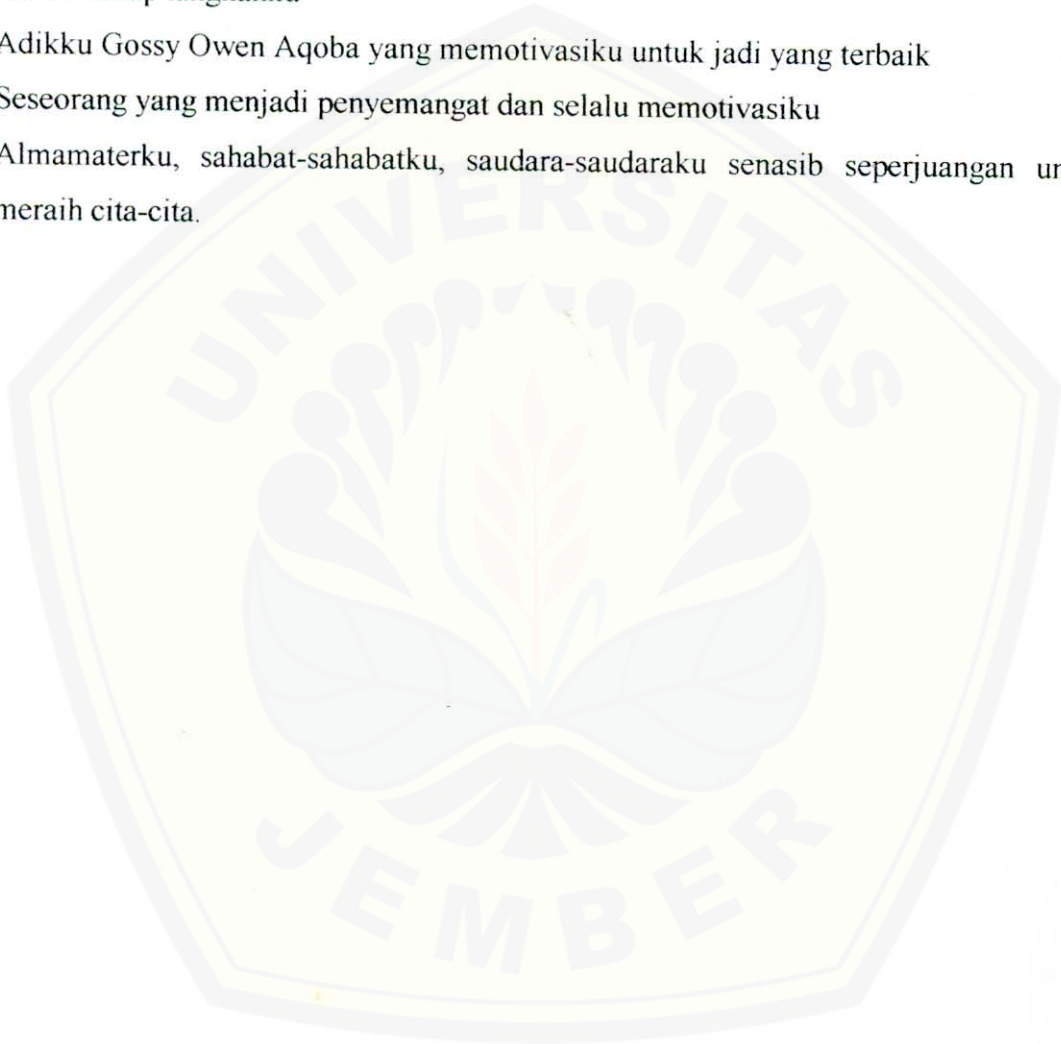 Adikku Gossy Owen Aqoba yang memotivasiku untuk jadi yang terbaik
Seseorang yang menjadi penyemangat dan selalu memotivasiku
Almamaterku, sahabat-sahabatku, saudara-saudaraku senasib seperjuangan
meraih cita-cita.
UNIVERSITAS
JEMBER